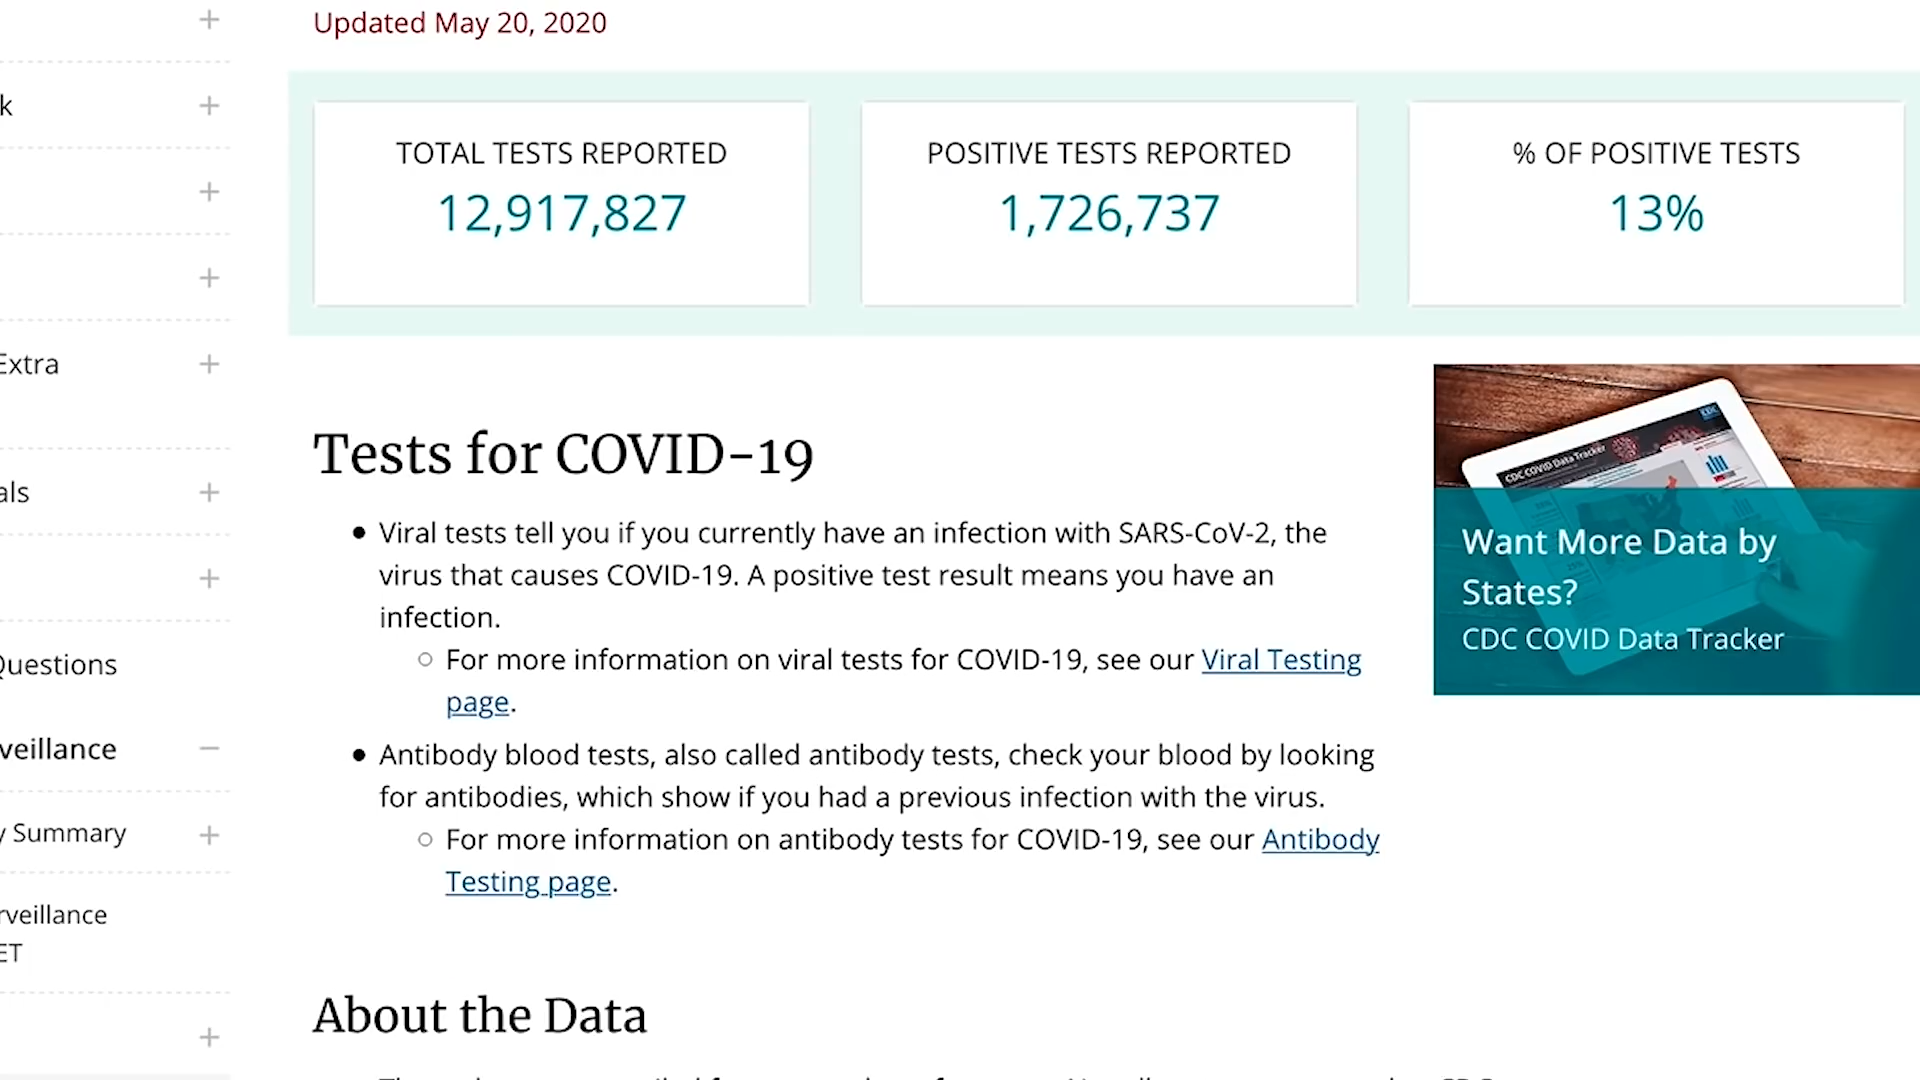 Updated May 20, 2020
k
TOTAL TESTS REPORTED
12,917,827
POSITIVE TESTS REPORTED
1,726,737
% OF POSITIVE TESTS
13%
Extra
als
Questions
veillance
y Summary
rveillance
ET
Tests for COVID-19
Viral tests tell you if you currently have an infection with SARS-CoV-2, the
virus that causes COVID-19. A positive test result means you have an
infection.
For more information on viral tests for COVID-19, see our Viral Testing
page.
Antibody blood tests, also called antibody tests, check your blood by looking
for antibodies, which show if you had a previous infection with the virus.
For more information on antibody tests for COVID-19, see our Antibody
Testing page.
CDC
CDC COVID Data Tracker
Want More Data by
States?
CDC COVID Data Tracker
About the Data